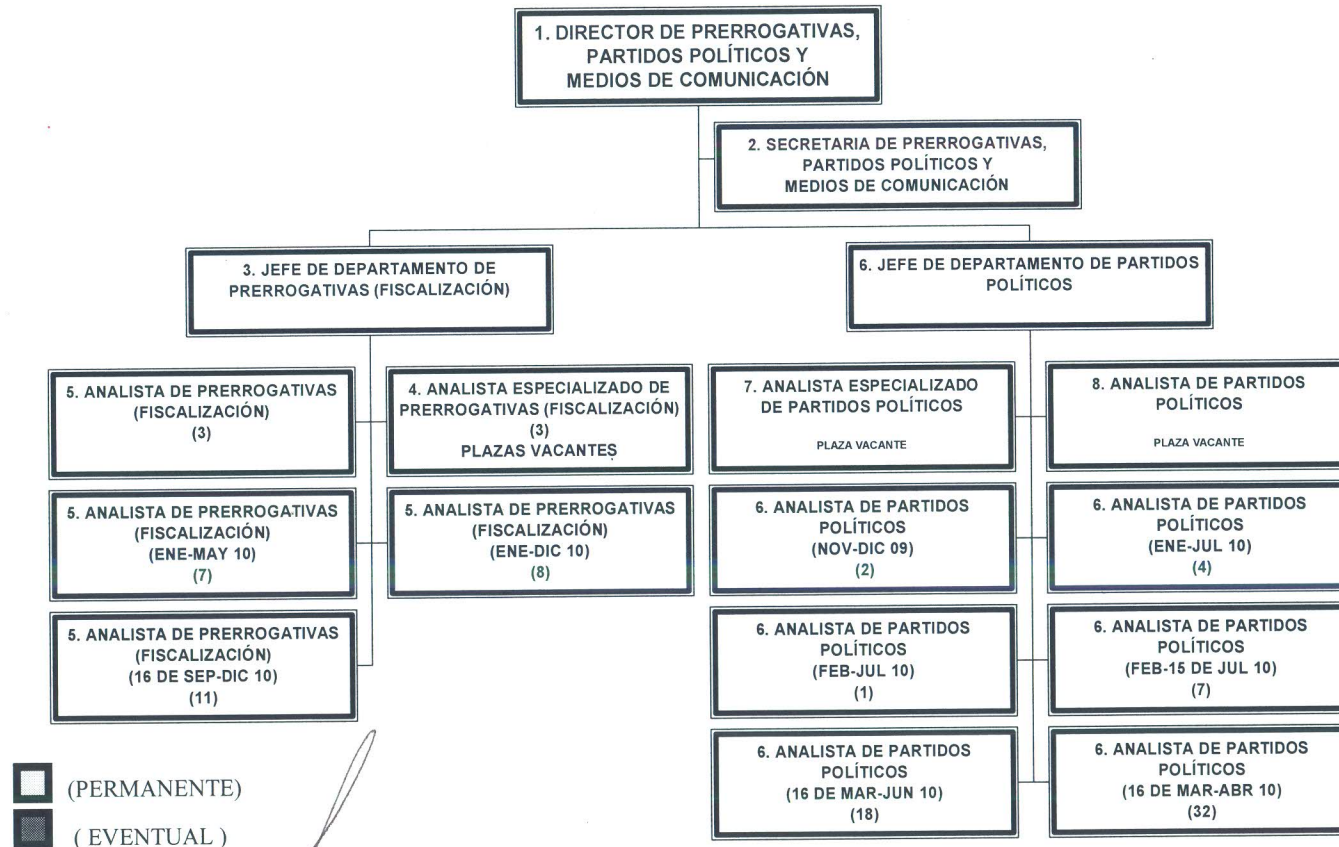 1. DIRECTOR DE PRERROGATIVAS,
PARTIDOS POLÍTICOS Y
MEDIOS DE COMUNICACIÓN
2. SECRETARIA DE PRERROGATIVAS,
PARTIDOS POLÍTICOS Y
MEDIOS DE COMUNICACIÓN
3. JEFE DE DEPARTAMENTO DE
PRERROGATIVAS (FISCALIZACIÓN)
6. JEFE DE DEPARTAMENTO DE PARTIDOS
POLÍTICOS
5. ANALISTA DE PRERROGATIVAS
(FISCALIZACIÓN)
(3)
4. ANALISTA ESPECIALIZADO DE
PRERROGATIVAS (FISCALIZACIÓN)
(3)
PLAZAS VACANTES
7. ANALISTA ESPECIALIZADO
DE PARTIDOS POLÍTICOS
PLAZA VACANTE
8. ANALISTA DE PARTIDOS
POLÍTICOS
PLAZA VACANTE
5. ANALISTA DE PRERROGATIVAS
(FISCALIZACIÓN)
(ENE-MAY 10)
(7)
5. ANALISTA DE PRERROGATIVAS
(FISCALIZACIÓN)
(ENE-DIC 10)
(8)
6. ANALISTA DE PARTIDOS
POLÍTICOS
(NOV-DIC 09)
(2)
6. ANALISTA DE PARTIDOS
POLÍTICOS
(ENE-JUL 10)
(4)
5. ANALISTA DE PRERROGATIVAS
(FISCALIZACIÓN)
(16 DE SEP-DIC 10)
(11)
6. ANALISTA DE PARTIDOS
POLÍTICOS
(FEB-JUL 10)
(1)
6. ANALISTA DE PARTIDOS
POLÍTICOS
(FEB-15 DE JUL 10)
(7)
6. ANALISTA DE PARTIDOS
POLÍTICOS
(16 DE MAR-JUN 10)
(18)
6. ANALISTA DE PARTIDOS
POLÍTICOS
(16 DE MAR-ABR 10)
(32)
(PERMANENTE)
( EVENTUAL )